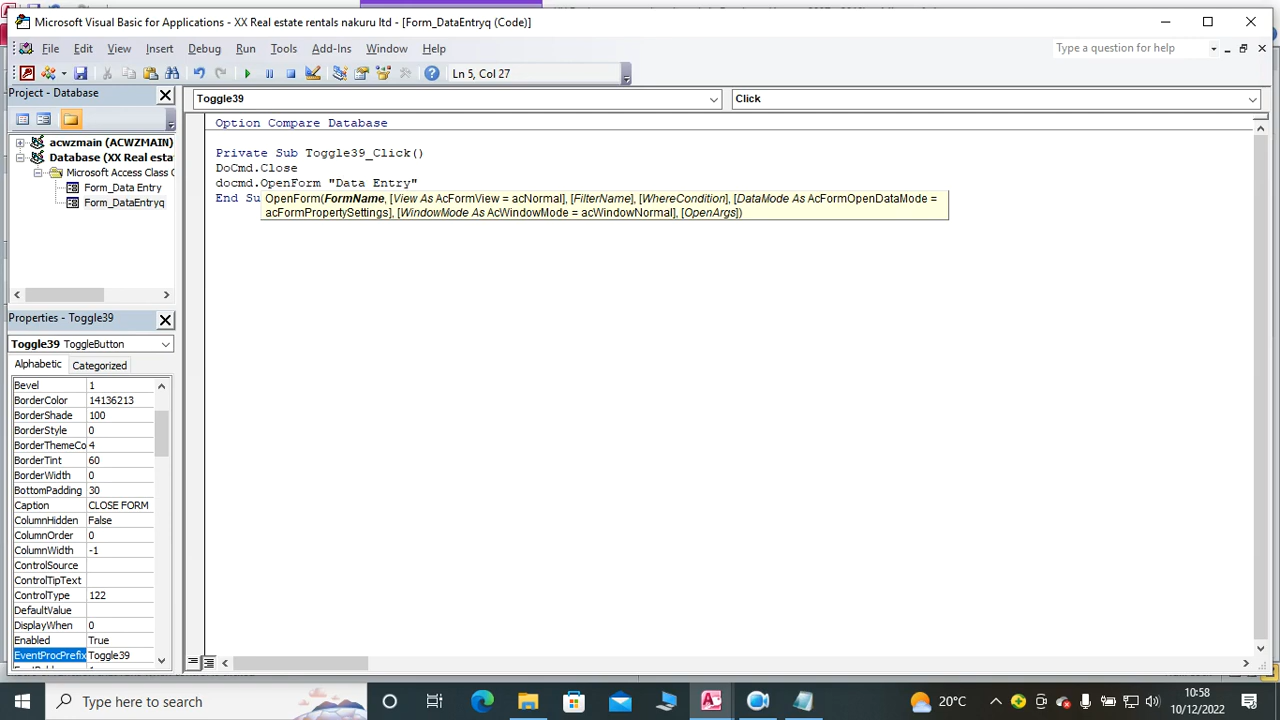 Microsoft Visual Basic for Applications - XX Real estate rentals nakuru ltd - [Form_DataEntryq (Code)]
File Edit View Insert Debug Run Tools Add-Ins Window Help
Type a question for help
Ln 5, Col 27
Project - Database
Toggle39
Click
acwzmain (ACWZMAIN)
Database (XX Real esta
Microsoft Access Class C
Form_Data Entry
Form_DataEntryq
Option Compare Database
Private Sub Toggle39_Click()
DoCmd.Close
docmd.OpenForm "Data Entry"
End Su
OpenForm(FormName, [View As AcFormView = acNormal], [FilterName], [WhereCondition], [DataMode As AcFormOpenDataMode =
acFormPropertySettings], [WindowMode As AcWindowMode = acWindowNormal], [OpenArgs])
Properties - Toggle39
Toggle39 ToggleButton
Alphabetic Categorized
Bevel 1
BorderColor 14136213
BorderShade 100
BorderStyle 0
BorderThemeCo 4
BorderTint 60
BorderWidth 0
BottomPadding 30
Caption CLOSE FORM
ColumnHidden False
ColumnOrder 0
ColumnWidth -1
ControlSource
ControlTipText
ControlType 122
DefaultValue
DisplayWhen 0
Enabled True
EventProcPrefix Toggle39
Type here to search
20°C
10:58
10/12/2022